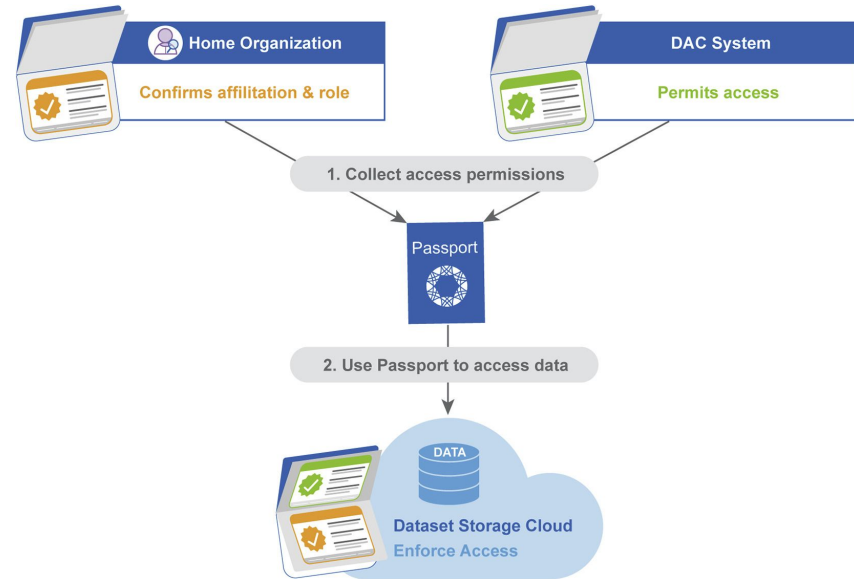 Home Organization
Confirms affilitation & role
DAC System
Permits access
1. Collect access permissions
Passport
2. Use Passport to access data
DATA
Dataset Storage Cloud
Enforce Access